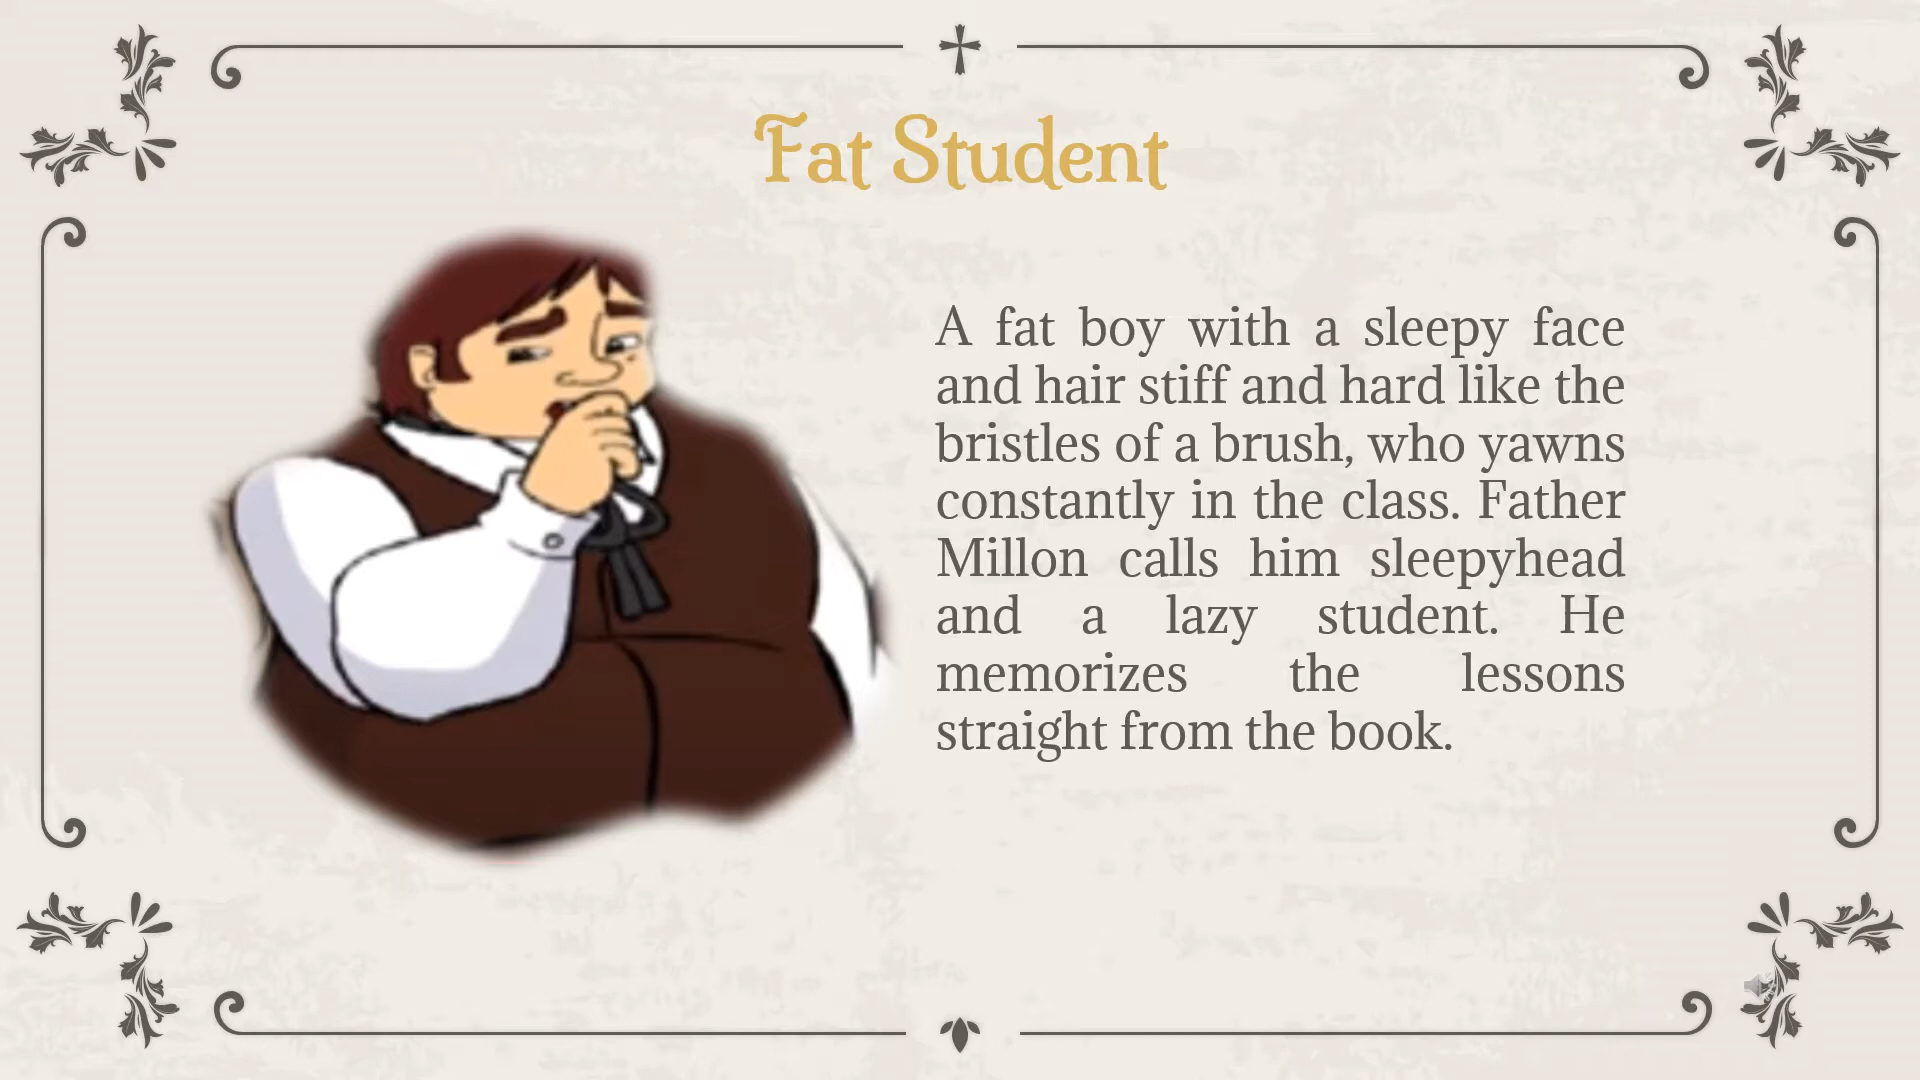 Fat Student
A fat boy with a sleepy face
and hair stiff and hard like the
bristles of a brush, who yawns
constantly in the class. Father
Millon calls him sleepyhead
and a lazy student. He
memorizes the lessons
straight from the book.